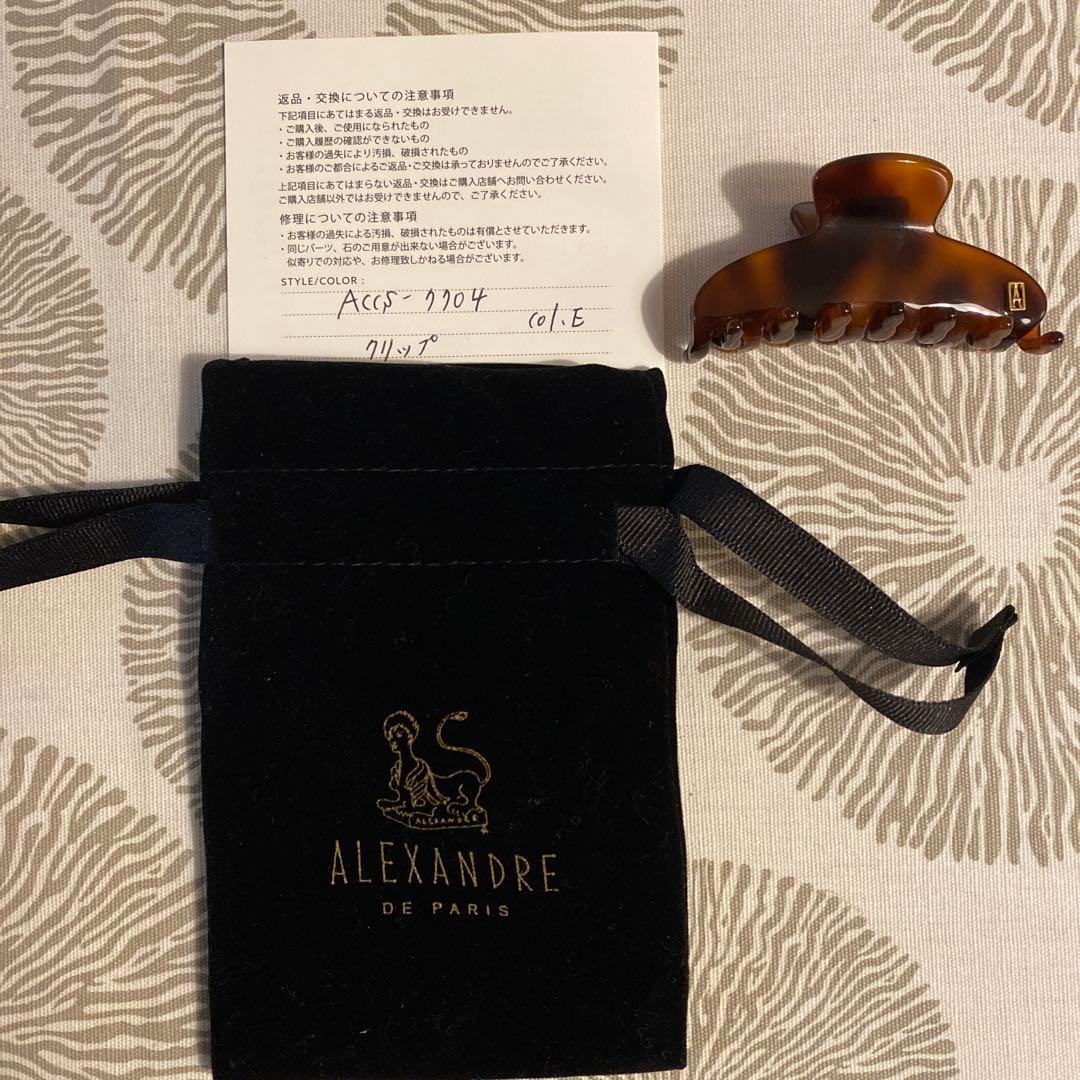 返品・交換についての注意事項
下記項目にあてはまる返品・交換はお受けできません。
・ご購入後、ご使用になられたもの
・ご購入履歴の確認ができないもの
・お客様の過失により汚損、破損されたもの
・お客様のご都合によるご返品・ご交換は承っておりませんのでご了承ください。
上記項目にあてはまらない返品・交換はご購入店舗へお問い合わせください。
ご購入店舗以外ではお受けできませんので、ご了承ください。
修理についての注意事項
・お客様の過失による汚損、破損されたものは有償とさせていただきます。
・同じパーツ、石のご用意が出来ない場合がございます。
似寄りでの対応や、お修理致しかねる場合がございます。
STYLE/COLOR :
ACCS-7704
col.E
クリップ
A
ALEXANDRE
ALEXANDRE
DE PARIS